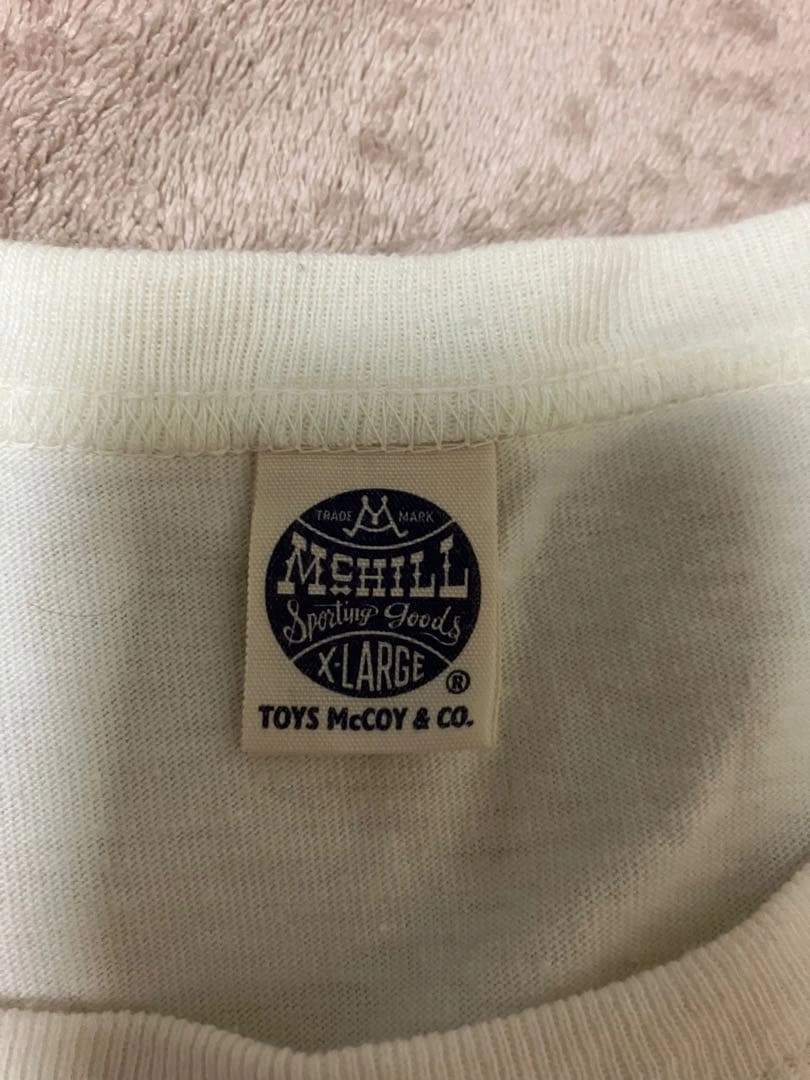 TRADE M MARK
McHILL
Sporting goods
X-LARGE
®
TOYS McCOY & CO.